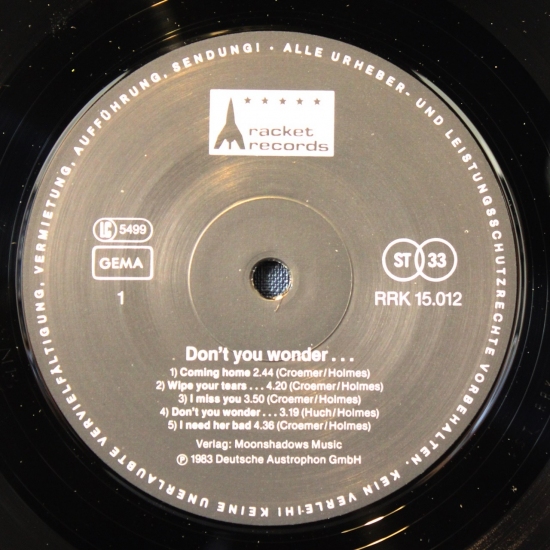 ALLE URHEBER- UND LEISTUNGSSCHUTZRECHTE VORBEHALTEN· KEIN VERLEIH! KEINE UNERLAUBTE VERVIELFÄLTIGUNG, VERMIETUNG, AUFFÜHRUNG, SENDUNG! ·
racket
records
LC 5499
GEMA
1
ST 33
RRK 15.012
Don't you wonder...
1) Coming home 2.44 (Croemer/Holmes)
2) Wipe your tears ... 4.20 (Croemer/Holmes)
3) I miss you 3.50 (Croemer/Holmes)
4) Don't you wonder ... 3.19 (Huch/Holmes)
5) I need her bad 4.36 (Croemer/Holmes)
Verlag: Moonshadows Music
Ⓟ 1983 Deutsche Austrophon GmbH